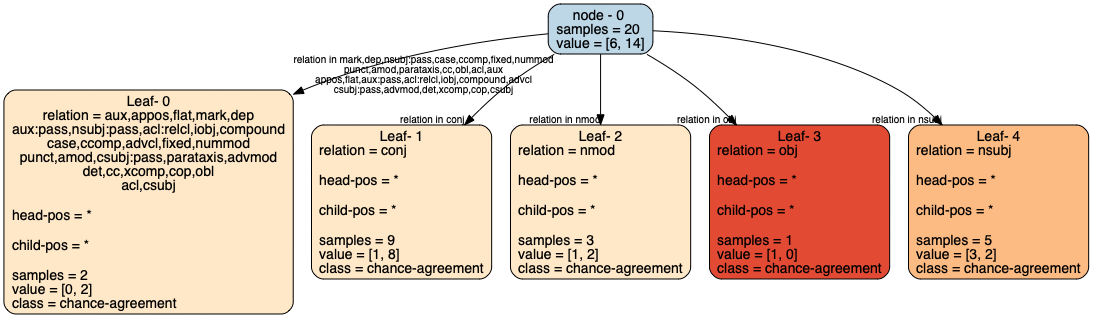 node - 0
samples = 20
value = [6, 14]
relation in mark,dep,nsubj:pass,case,ccomp,fixed,nummod
punct,amod,parataxis,cc,obl,acl,aux
appos,flat,aux:pass,acl:relcl,iobj,compound,advcl
csubj:pass,advmod,det,xcomp,cop,csubj
relation in conj
relation in nmod
relation in obj
relation in nsubj
Leaf- 0
relation = aux,appos,flat,mark,dep
aux:pass,nsubj:pass,acl:relcl,iobj,compound
case,ccomp,advcl,fixed,nummod
punct,amod,csubj:pass,parataxis,advmod
det,cc,xcomp,cop,obl
acl,csubj
head-pos = *
child-pos = *
samples = 2
value = [0, 2]
class = chance-agreement
Leaf- 1
relation = conj
head-pos = *
child-pos = *
samples = 9
value = [1, 8]
class = chance-agreement
Leaf- 2
relation = nmod
head-pos = *
child-pos = *
samples = 3
value = [1, 2]
class = chance-agreement
Leaf- 3
relation = obj
head-pos = *
child-pos = *
samples = 1
value = [1, 0]
class = chance-agreement
Leaf- 4
relation = nsubj
head-pos = *
child-pos = *
samples = 5
value = [3, 2]
class = chance-agreement